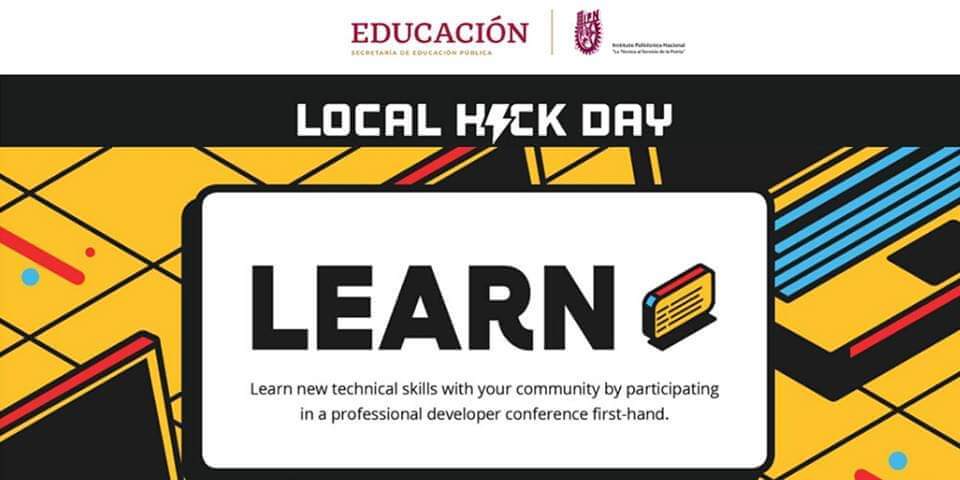 EDUCACIÓN
SECRETARÍA DE EDUCACIÓN PÚBLICA
Instituto Politécnico Nacional
"La Técnica al Servicio de la Patria"
LOCAL HACK DAY
LEARN
Learn new technical skills with your community by participating
in a professional developer conference first-hand.